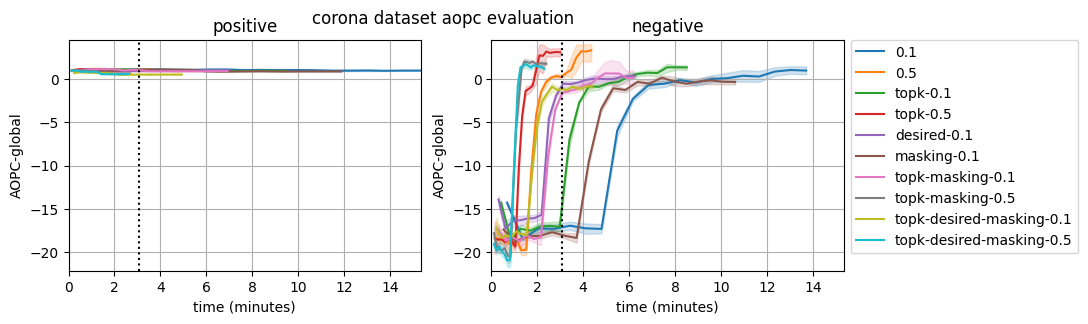 corona dataset aopc evaluation
positive
negative
AOPC-global
0
−5
−10
−15
−20
0 2 4 6 8 10 12 14
time (minutes)
AOPC-global
0
−5
−10
−15
−20
0 2 4 6 8 10 12 14
time (minutes)
0.1
0.5
topk-0.1
topk-0.5
desired-0.1
masking-0.1
topk-masking-0.1
topk-masking-0.5
topk-desired-masking-0.1
topk-desired-masking-0.5